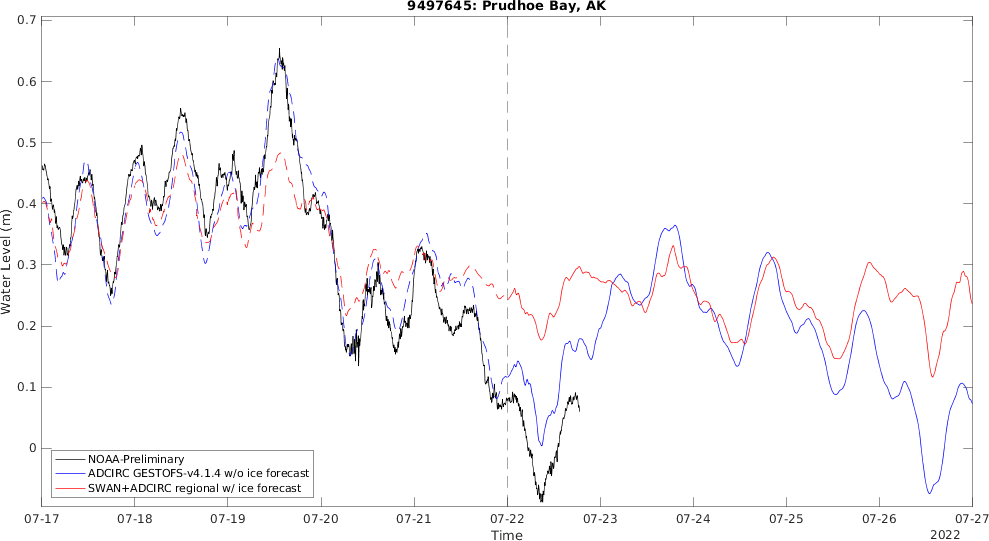 9497645: Prudhoe Bay, AK
Water Level (m)
0.7
0.6
0.5
0.4
0.3
0.2
0.1
0
NOAA-Preliminary
ADCIRC GESTOFS-v4.1.4 w/o ice forecast
SWAN+ADCIRC regional w/ ice forecast
07-17 07-18 07-19 07-20 07-21 07-22 07-23 07-24 07-25 07-26 07-27
Time
2022